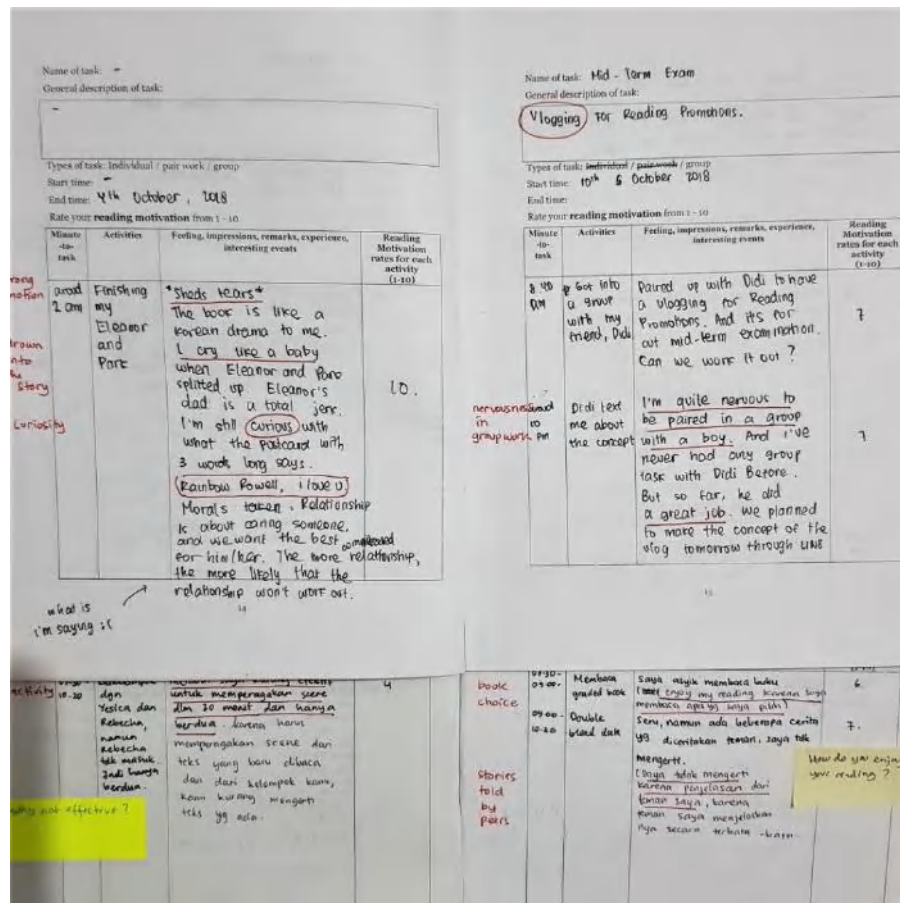 Name of task: -
General description of task:
-
Types of task: Individual / pair work / group
Start time: -
End time: 4th October, 2018
Rate your reading motivation from 1 - 10
Minute-to-task
Activities
Feeling, impressions, remarks, experience, interesting events
Reading Motivation rates for each activity (1-10)
around 2 am
Finishing my Eleanor and Park
*Sheds tears*
The book is like a
korean drama to me.
I cry like a baby
when Eleanor and Park
splitted up. Eleanor's
dad is a total jerk.
I'm still curious with
what the postcard with
3 words long says.
(Rainbow Rowell, i love u)
Morals taken, Relationship
is about caring someone.
and we want the best
for him/her. The more complicated relationship,
the more likely that the
relationship won't work out.
10.
story
curiosity
what is
i'm saying :(
14
Name of task: Mid - Term Exam
General description of task:
Vlogging for Reading Promotions.
Types of task: Individual / pair work / group
Start time: 10th October 2018
End time:
Rate your reading motivation from 1 - 10
Minute-to-task
Activities
Feeling, impressions, remarks, experience, interesting events
Reading Motivation rates for each activity (1-10)
8.40 AM
Got into
a group
with my
friend, Didi
Paired up with Didi to have
a vlogging for Reading
Promotions. And its for
out mid-term examination.
Can we work it out ?
7
nervousness
in
group work
10 PM
Didi text
me about
the concept
I'm quite nervous to
be paired in a group
with a boy. And i've
never had any group
task with Didi Before.
But so far, he did
a great job. We planned
to make the concept of the
vlog tomorrow through LINE
7
15
10.20
dgn
Yesica dan
Rebecha,
namun
Rebecha
tdk masuk.
Jadi hanya
berdua.
untuk memperagakan scene
dlm 20 menit dan hanya
berdua. karena harus
memperagakan scene dan
teks yang baru dibaca
dan dari kelompok kami,
kami kurang mengerti
teks yg ada.
4
why not effective ?
book
choice
Membaca
graded book
Saya asyik membaca buku
(I enjoy my reading karena saya
membaca apa yg saya pilih)
6
09.00 -
10.20
Double
blind date
Seru, namun ada beberapa cerita
yg diceritakan teman, saya tdk
mengerti.
(saya tidak mengerti
karena penjelasan dari
teman saya, karena
teman saya menjelaskan
nya secara terbata -bata.
7.
stories
told
by
peers
How do you enjoy
your reading ?